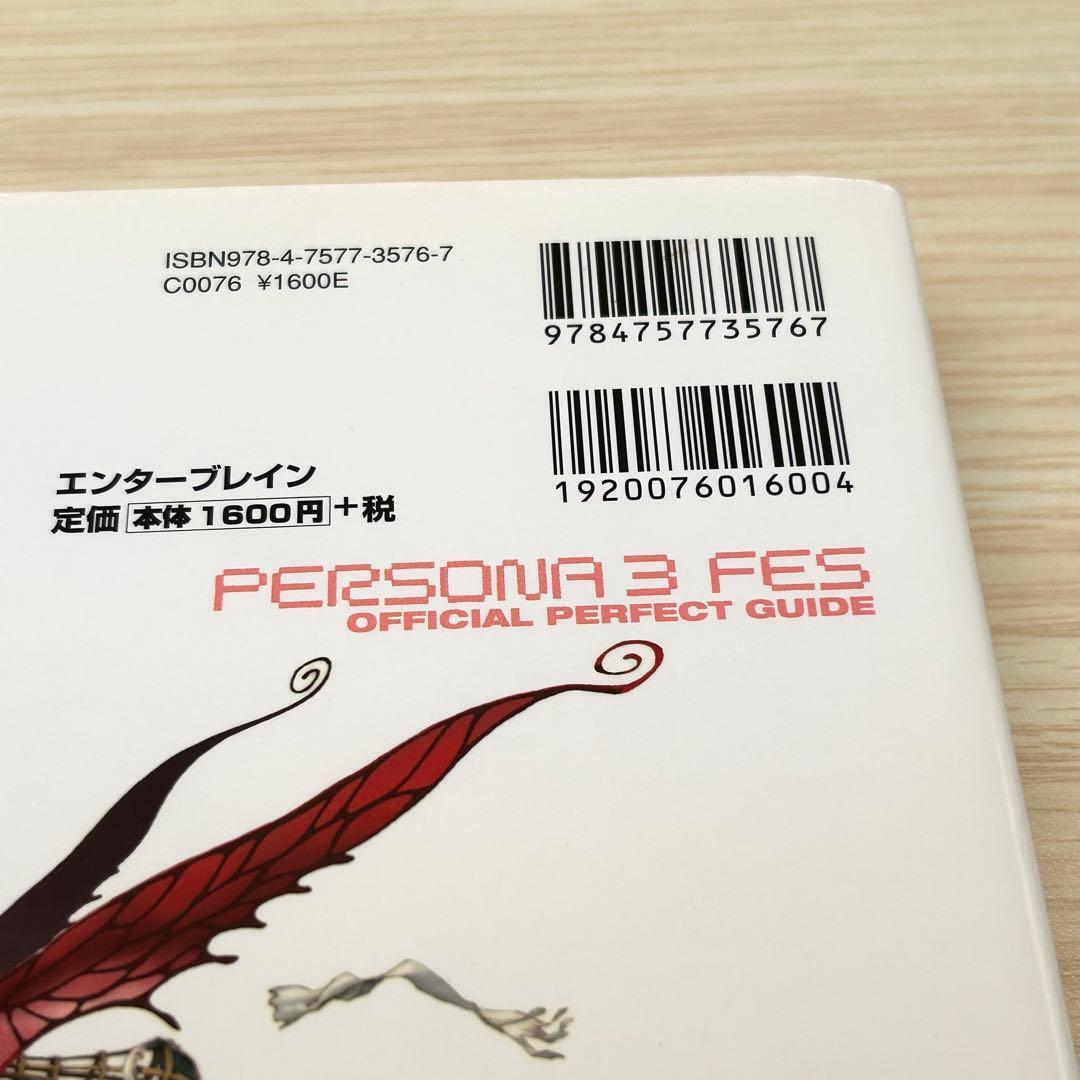 ISBN978-4-7577-3576-7
C0076 ¥1600E
9784757735767
1920076016004
エンターブレイン
定価 本体1600円 +税
PERSONA 3 FES
OFFICIAL PERFECT GUIDE